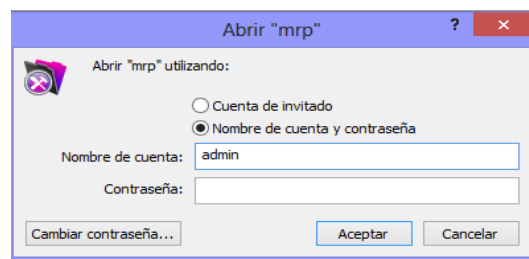 Abrir "mrp"
?
×
Abrir "mrp" utilizando:
Cuenta de invitado
Nombre de cuenta y contraseña
Nombre de cuenta: admin
Contraseña:
Cambiar contraseña... Aceptar Cancelar